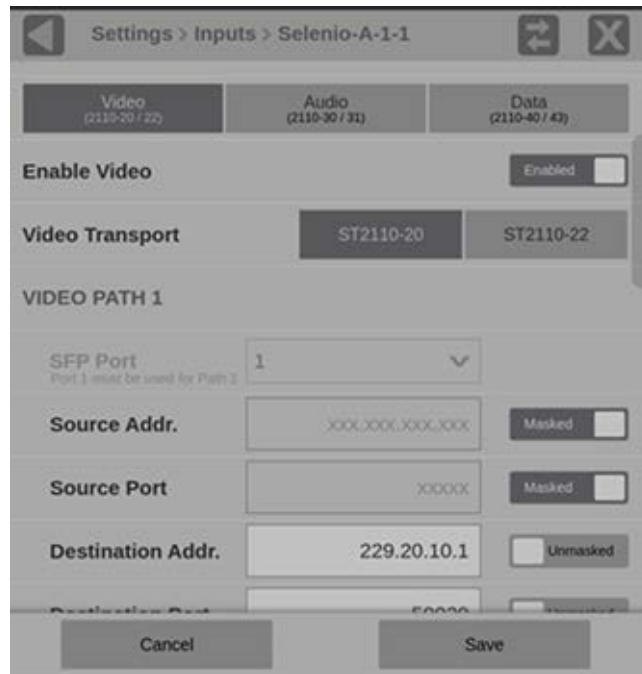 Settings > Inputs > Selenio-A-1-1
Video
(2110-20 / 22)
Audio
(2110-30 / 31)
Data
(2110-40 / 43)
Enable Video
Enabled
Video Transport
ST2110-20
ST2110-22
VIDEO PATH 1
SFP Port
Port 1 must be used for Path 1
1
Source Addr.
xxx.xxx.xxx.xxx
Masked
Source Port
xxxxx
Masked
Destination Addr.
229.20.10.1
Unmasked
Destination Port
Cancel
Save